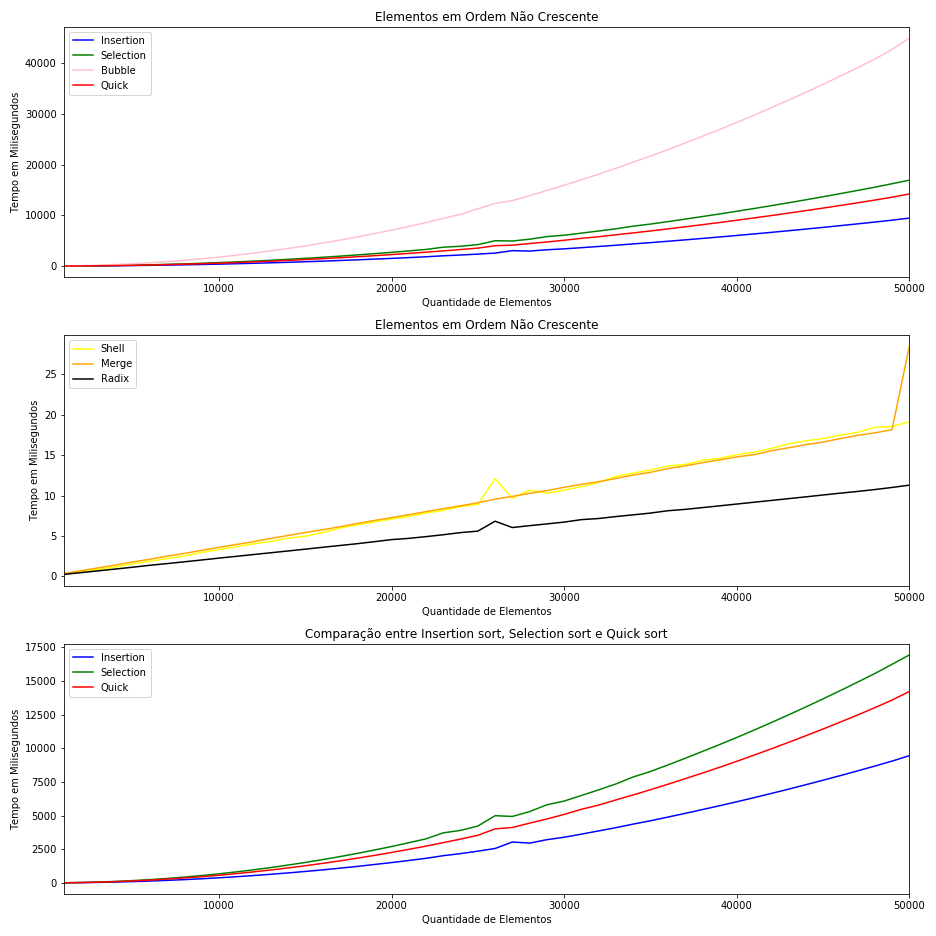 Elementos em Ordem Não Crescente
Insertion
Selection
Bubble
Quick
Tempo em Milisegundos
40000
30000
20000
10000
0
10000 20000 30000 40000 50000
Quantidade de Elementos
Elementos em Ordem Não Crescente
Shell
Merge
Radix
Tempo em Milisegundos
25
20
15
10
5
0
10000 20000 30000 40000 50000
Quantidade de Elementos
Comparação entre Insertion sort, Selection sort e Quick sort
Insertion
Selection
Quick
Tempo em Milisegundos
17500
15000
12500
10000
7500
5000
2500
0
10000 20000 30000 40000 50000
Quantidade de Elementos